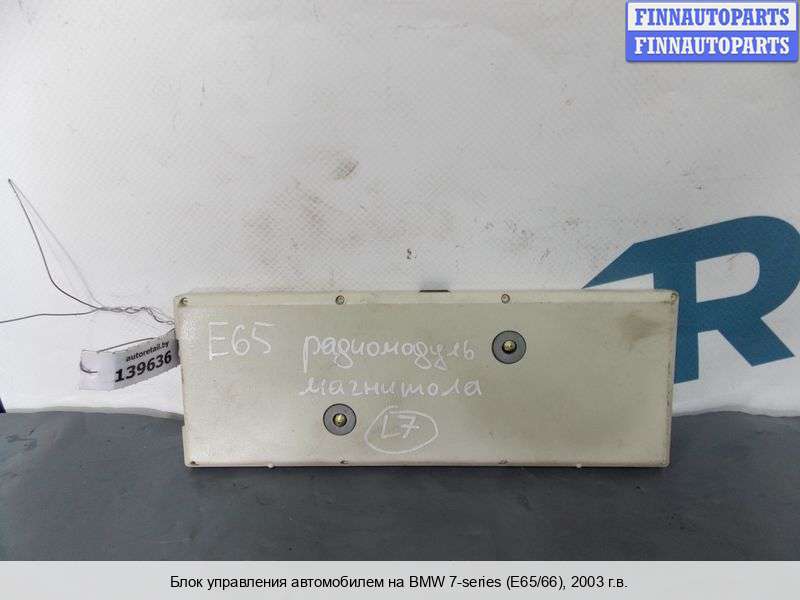 FINNAUTOPARTS
FINNAUTOPARTS
R
autoretail.by
139636
E65 радиомодуль
магнитола
L7
Блок управления автомобилем на BMW 7-series (E65/66), 2003 г.в.